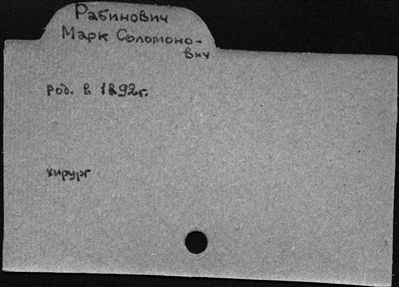 Рабинович
Марк Соломоно-
вич
род. в 1892г.
хирург